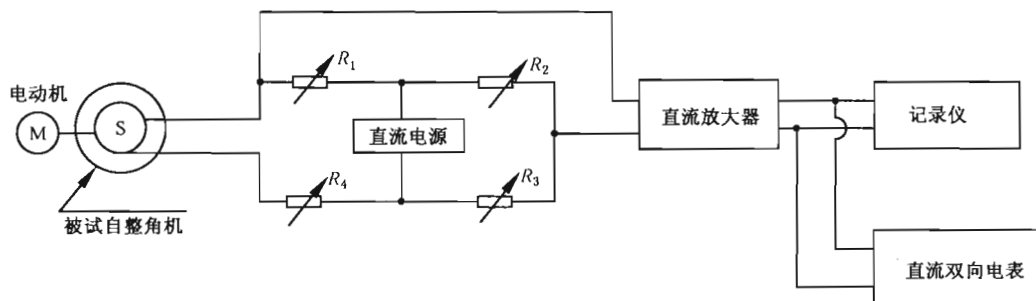 R₁
R₂
电动机
M
S
直流电源
直流放大器
记录仪
R₄
R₃
被试自整角机
直流双向电表